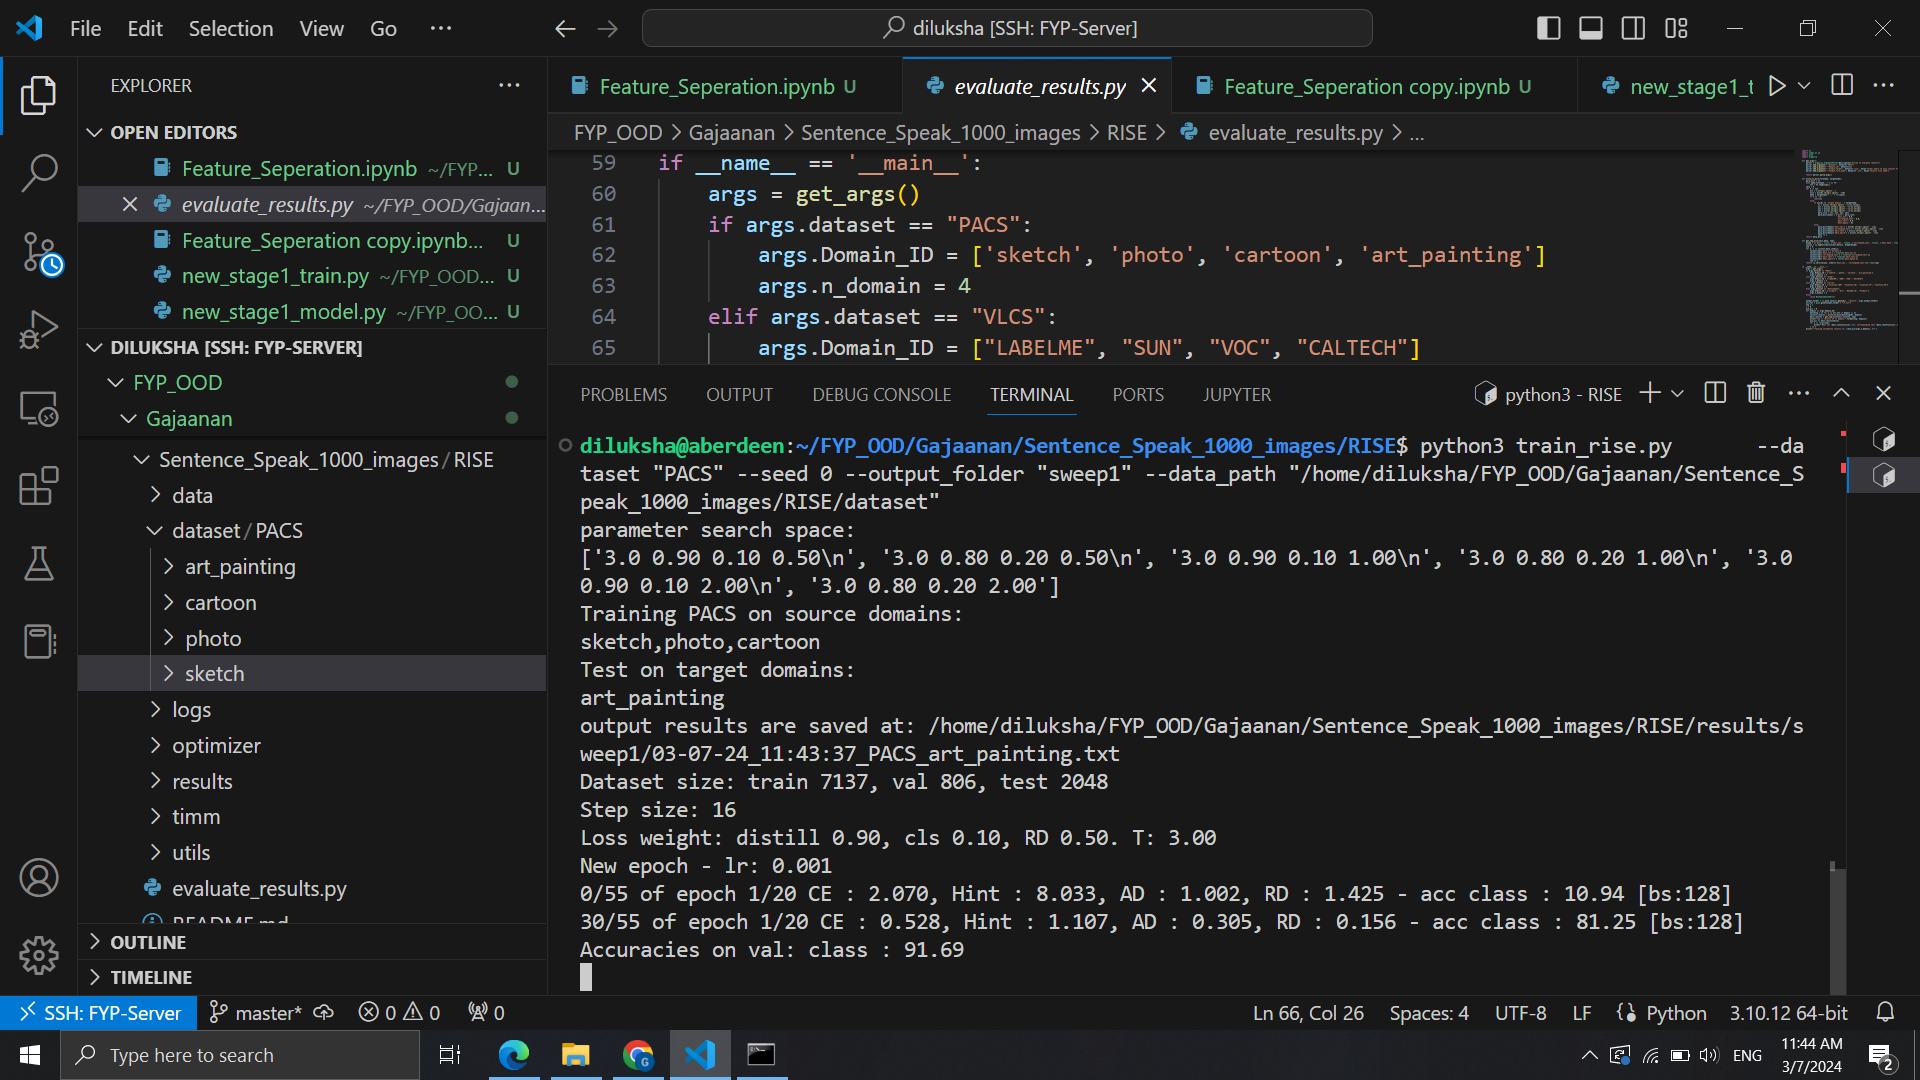 File Edit Selection View Go ...
diluksha [SSH: FYP-Server]
EXPLORER
OPEN EDITORS
Feature_Seperation.ipynb ~/FYP... U
evaluate_results.py ~/FYP_OOD/Gajaan...
Feature_Seperation copy.ipynb... U
new_stage1_train.py ~/FYP_OOD... U
new_stage1_model.py ~/FYP_OO... U
DILUKSHA [SSH: FYP-SERVER]
FYP_OOD
Gajaanan
Sentence_Speak_1000_images / RISE
data
dataset / PACS
art_painting
cartoon
photo
sketch
logs
optimizer
results
timm
utils
evaluate_results.py
README.md
OUTLINE
TIMELINE
Feature_Seperation.ipynb U
evaluate_results.py
Feature_Seperation copy.ipynb U
new_stage1_t
FYP_OOD > Gajaanan > Sentence_Speak_1000_images > RISE > evaluate_results.py > ...
59 if __name__ == '__main__':
60 args = get_args()
61 if args.dataset == "PACS":
62 args.Domain_ID = ['sketch', 'photo', 'cartoon', 'art_painting']
63 args.n_domain = 4
64 elif args.dataset == "VLCS":
65 args.Domain_ID = ["LABELME", "SUN", "VOC", "CALTECH"]
PROBLEMS OUTPUT DEBUG CONSOLE TERMINAL PORTS JUPYTER
python3 - RISE
diluksha@aberdeen:~/FYP_OOD/Gajaanan/Sentence_Speak_1000_images/RISE$ python3 train_rise.py --da
taset "PACS" --seed 0 --output_folder "sweep1" --data_path "/home/diluksha/FYP_OOD/Gajaanan/Sentence_S
peak_1000_images/RISE/dataset"
parameter search space:
['3.0 0.90 0.10 0.50\n', '3.0 0.80 0.20 0.50\n', '3.0 0.90 0.10 1.00\n', '3.0 0.80 0.20 1.00\n', '3.0
0.90 0.10 2.00\n', '3.0 0.80 0.20 2.00']
Training PACS on source domains:
sketch,photo,cartoon
Test on target domains:
art_painting
output results are saved at: /home/diluksha/FYP_OOD/Gajaanan/Sentence_Speak_1000_images/RISE/results/s
weep1/03-07-24_11:43:37_PACS_art_painting.txt
Dataset size: train 7137, val 806, test 2048
Step size: 16
Loss weight: distill 0.90, cls 0.10, RD 0.50. T: 3.00
New epoch - lr: 0.001
0/55 of epoch 1/20 CE : 2.070, Hint : 8.033, AD : 1.002, RD : 1.425 - acc class : 10.94 [bs:128]
30/55 of epoch 1/20 CE : 0.528, Hint : 1.107, AD : 0.305, RD : 0.156 - acc class : 81.25 [bs:128]
Accuracies on val: class : 91.69
SSH: FYP-Server master* 0 0 0
Ln 66, Col 26 Spaces: 4 UTF-8 LF Python 3.10.12 64-bit
Type here to search
ENG
11:44 AM
3/7/2024
2